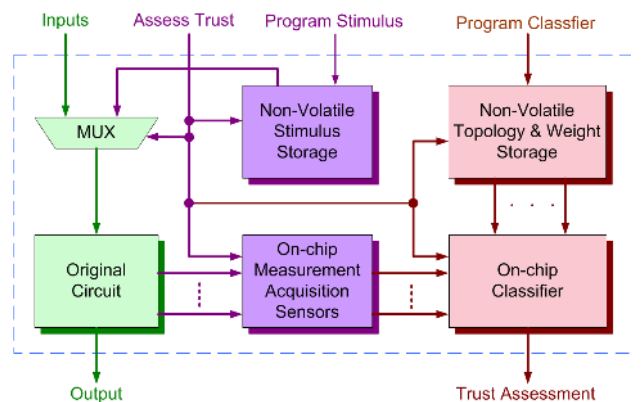 Inputs
Assess Trust
Program Stimulus
Program Classfier
MUX
Non-Volatile
Stimulus
Storage
Non-Volatile
Topology & Weight
Storage
Original
Circuit
On-chip
Measurement
Acquisition
Sensors
On-chip
Classifier
Output
Trust Assessment